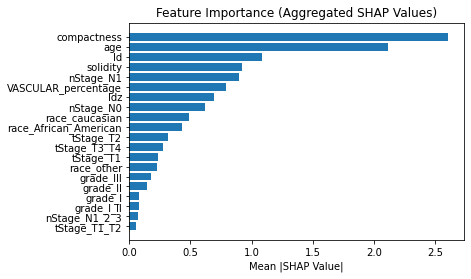 Feature Importance (Aggregated SHAP Values)
compactness
age
ld
solidity
nStage_N1
VASCULAR_percentage
ldz
nStage_N0
race_caucasian
race_African_American
tStage_T2
tStage_T3_T4
tStage_T1
race_other
grade_III
grade_II
grade_I
grade_I_II
nStage_N1_2_3
tStage_T1_T2
0.0 0.5 1.0 1.5 2.0 2.5
Mean |SHAP Value|